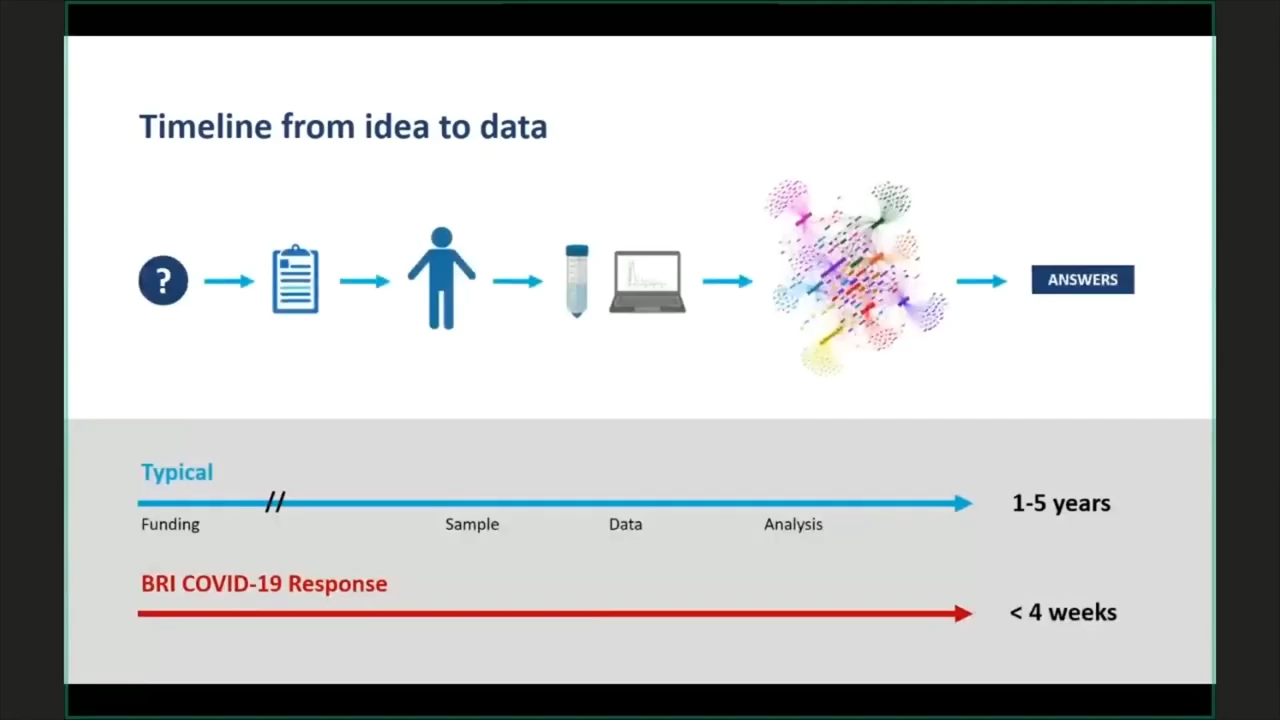 Timeline from idea to data
?
ANSWERS
Typical
//
1-5 years
Funding Sample Data Analysis
BRI COVID-19 Response
< 4 weeks